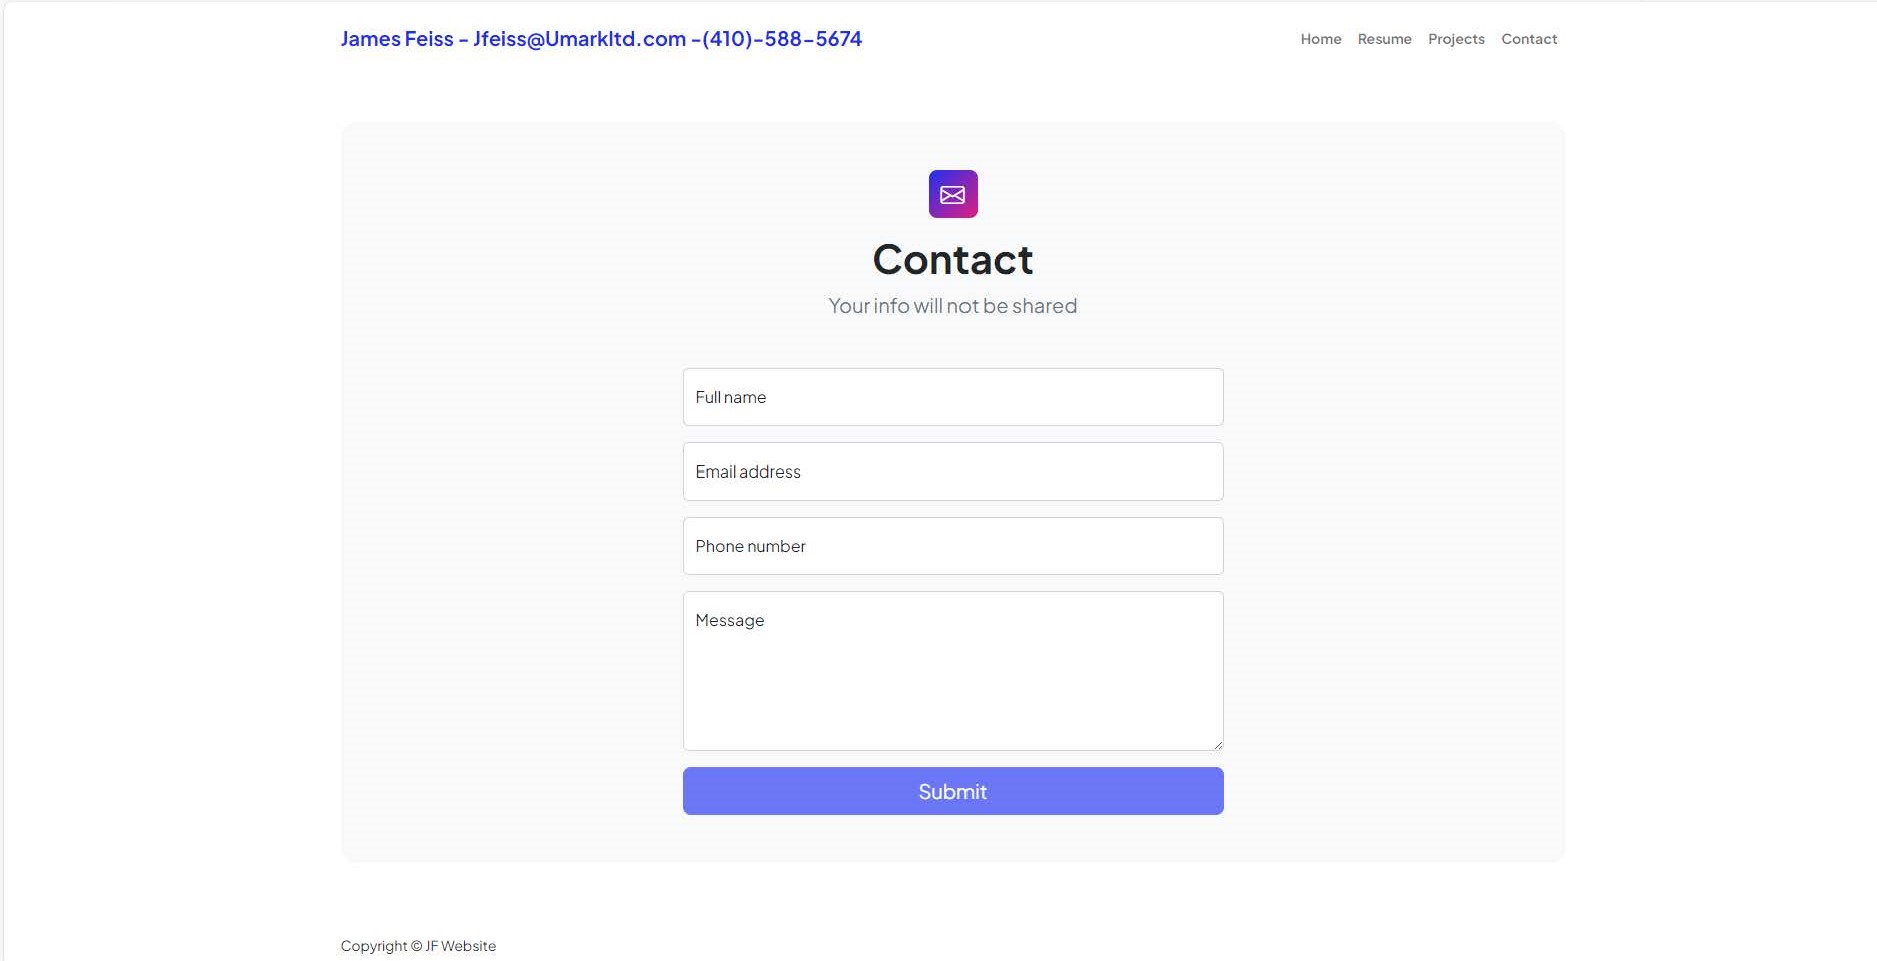 James Feiss - Jfeiss@Umarkltd.com -(410)-588-5674
Home Resume Projects Contact
Contact
Your info will not be shared
Full name
Email address
Phone number
Message
Submit
Copyright © JF Website